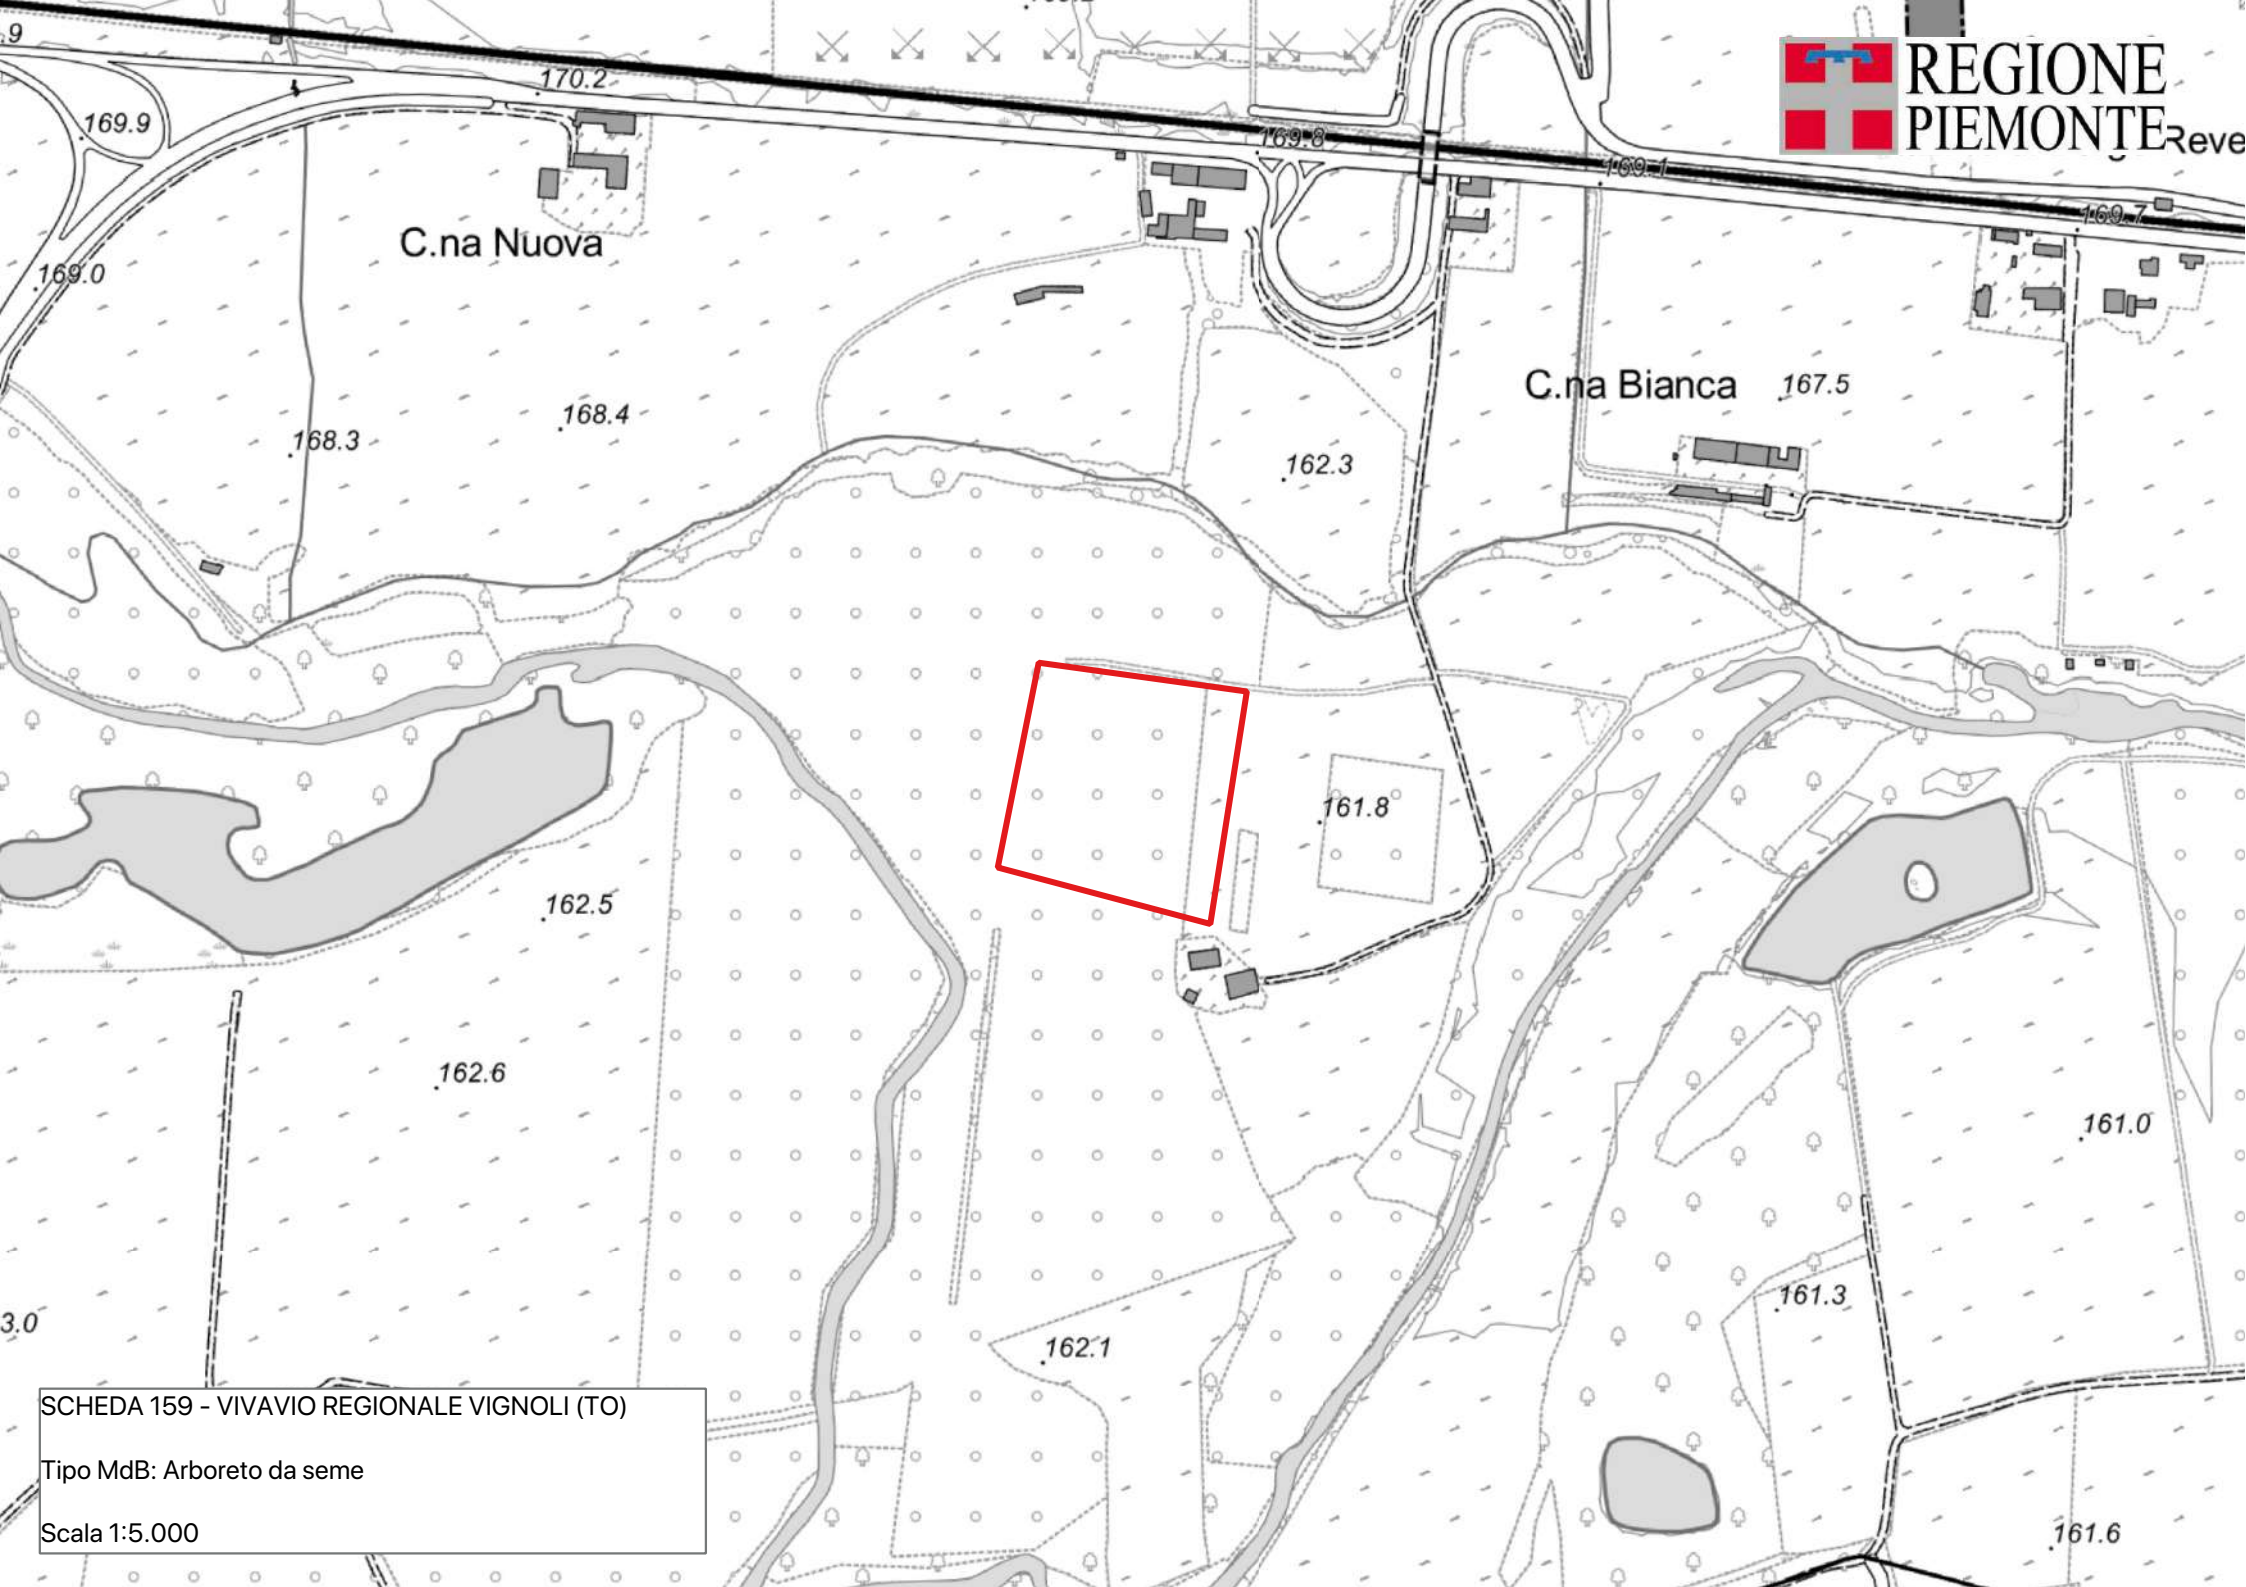 .9
170.2
REGIONE
PIEMONTE
169.9
169.8
Reve
169.1
169.7
C.na Nuova
169.0
C.na Bianca
167.5
168.4
168.3
162.3
161.8
162.5
162.6
161.0
161.3
3.0
162.1
SCHEDA 159 - VIVAVIO REGIONALE VIGNOLI (TO)
Tipo MdB: Arboreto da seme
Scala 1:5.000
161.6